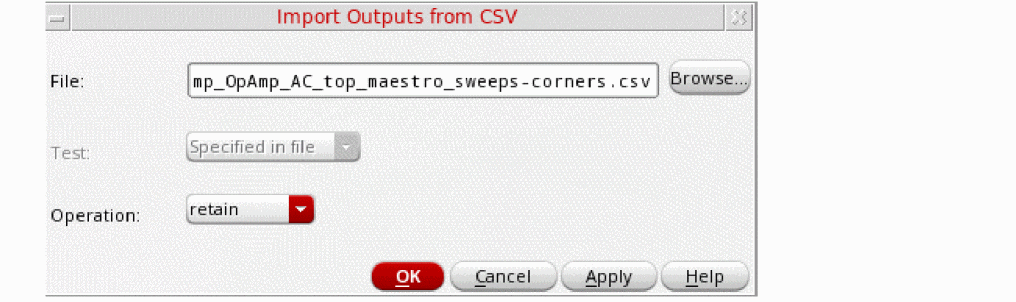 Import Outputs from CSV
File: mp_OpAmp_AC_top_maestro_sweeps-corners.csv Browse...
Test: Specified in file
Operation: retain
OK Cancel Apply Help